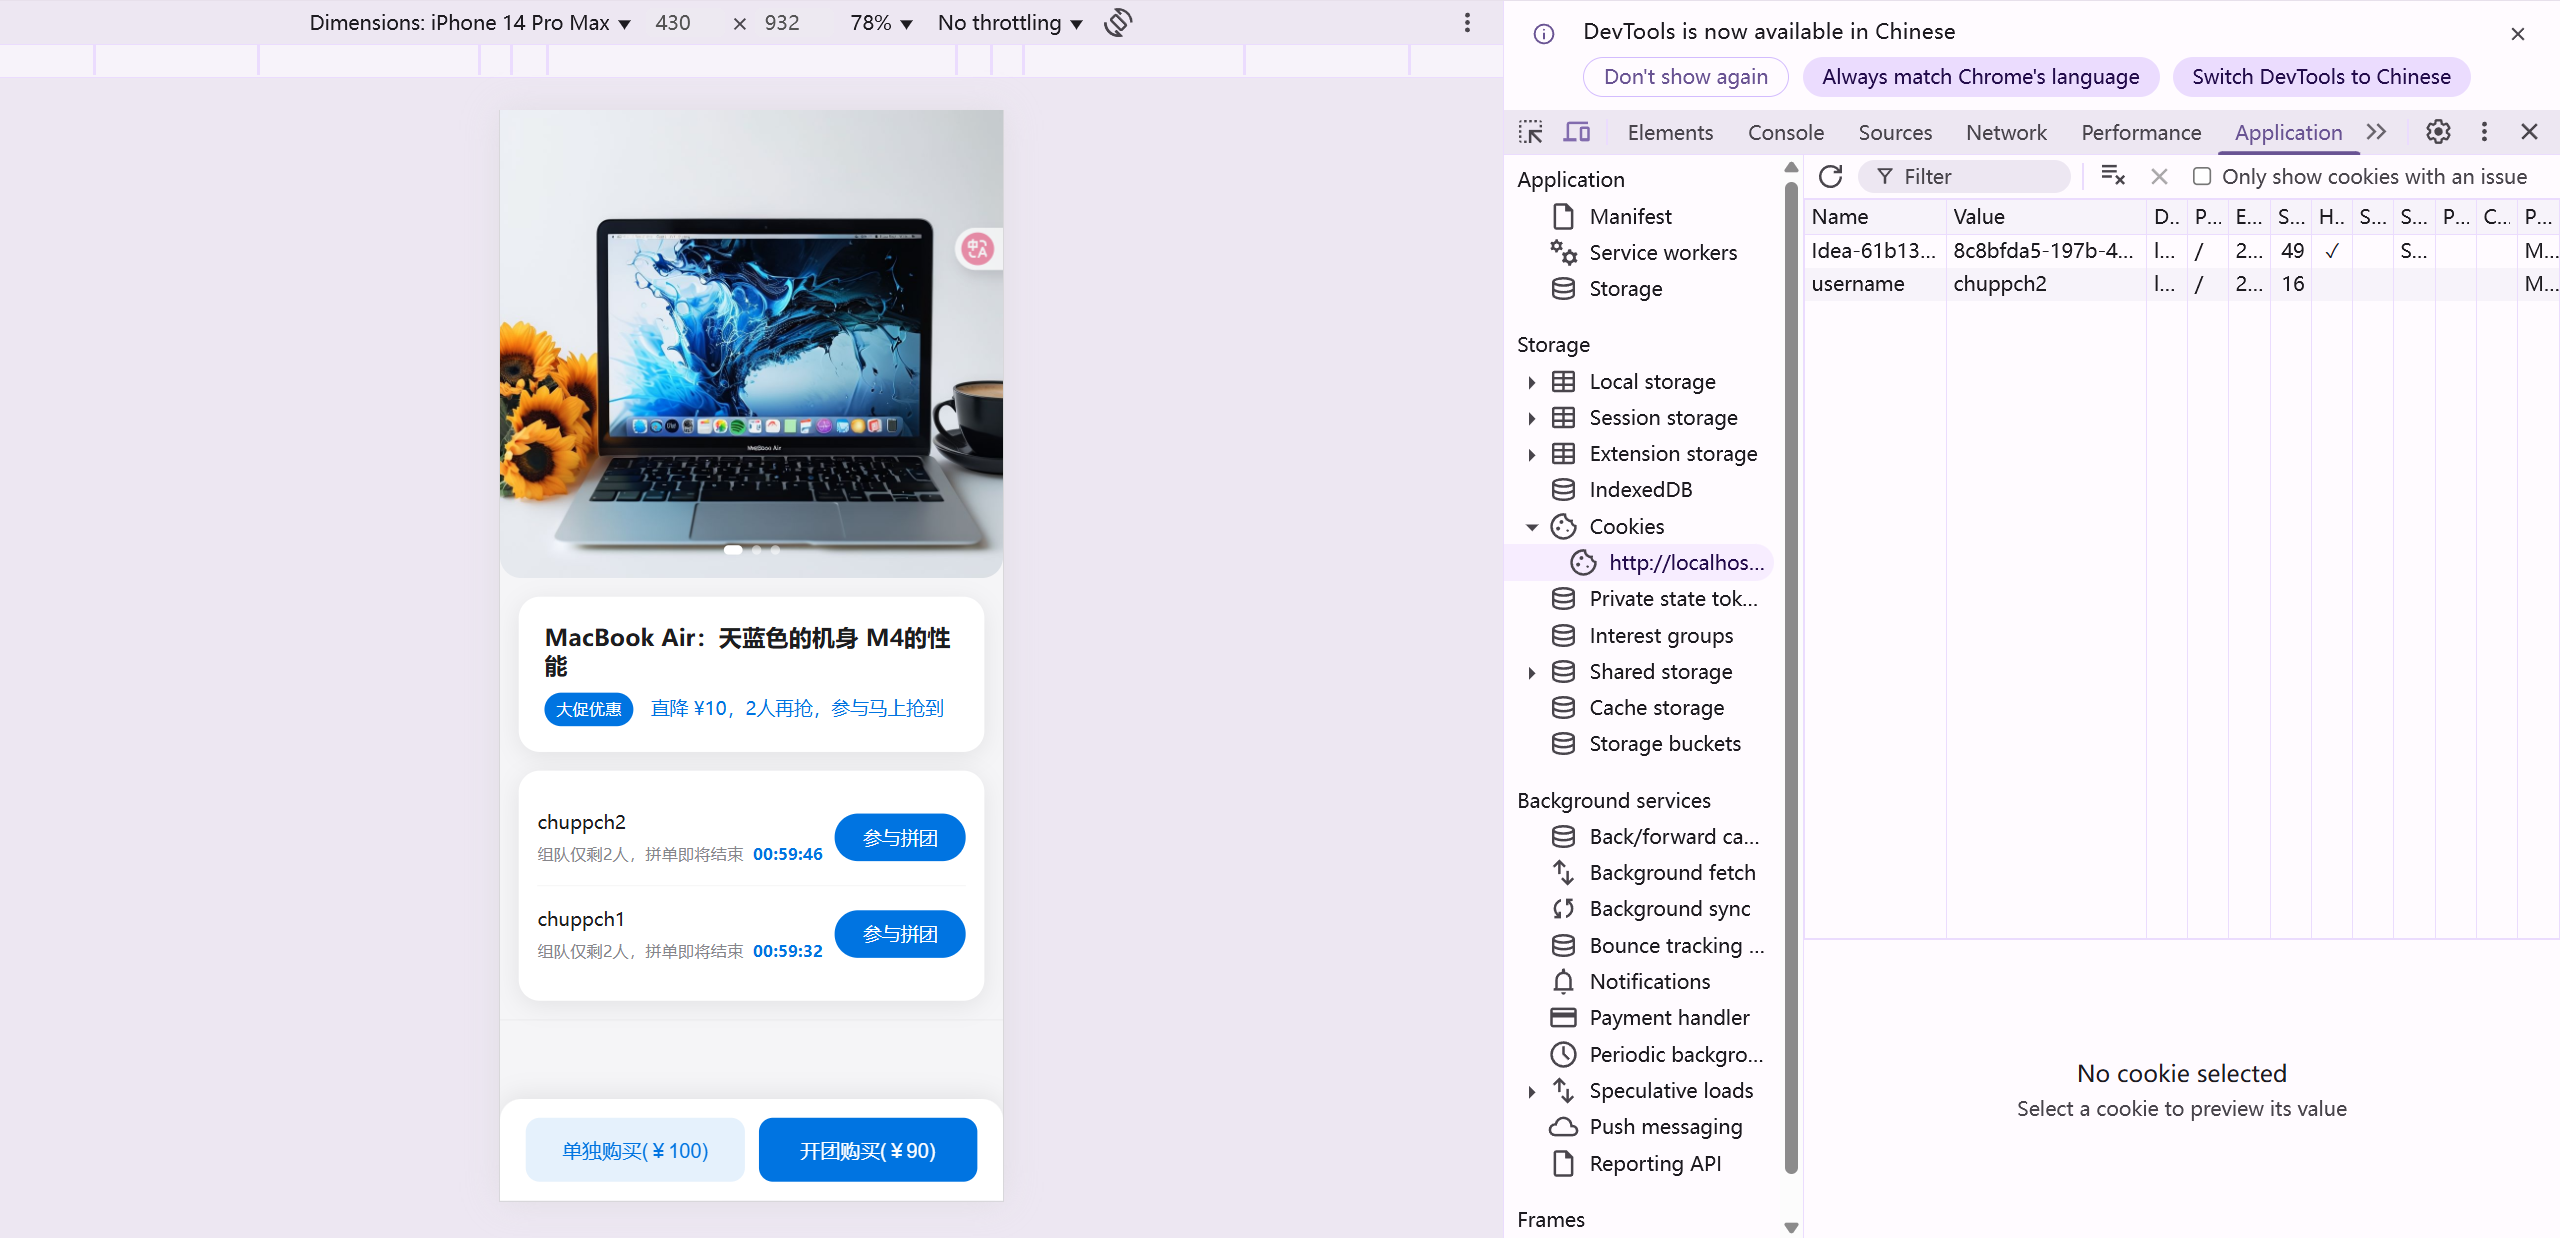 Dimensions: iPhone 14 Pro Max ▼ 430 × 932 78% ▼ No throttling ▼
MacBook Air
MacBook Air：天蓝色的机身 M4的性
能
大促优惠 直降 ¥10，2人再抢，参与马上抢到
chuppch2
组队仅剩2人，拼单即将结束 00:59:46
参与拼团
chuppch1
组队仅剩2人，拼单即将结束 00:59:32
参与拼团
单独购买(￥100)
开团购买(￥90)
DevTools is now available in Chinese
Don't show again
Always match Chrome's language
Switch DevTools to Chinese
Elements Console Sources Network Performance Application
Application
Manifest
Service workers
Storage
Storage
Local storage
Session storage
Extension storage
IndexedDB
Cookies
http://localhos...
Private state tok...
Interest groups
Shared storage
Cache storage
Storage buckets
Background services
Back/forward ca...
Background fetch
Background sync
Bounce tracking ...
Notifications
Payment handler
Periodic backgro...
Speculative loads
Push messaging
Reporting API
Frames
Filter
Only show cookies with an issue
Name Value D... P... E... S... H... S... S... P... C... P...
Idea-61b13... 8c8bfda5-197b-4... l... / 2... 49 ✓ S... M...
username chuppch2 l... / 2... 16 M...
No cookie selected
Select a cookie to preview its value